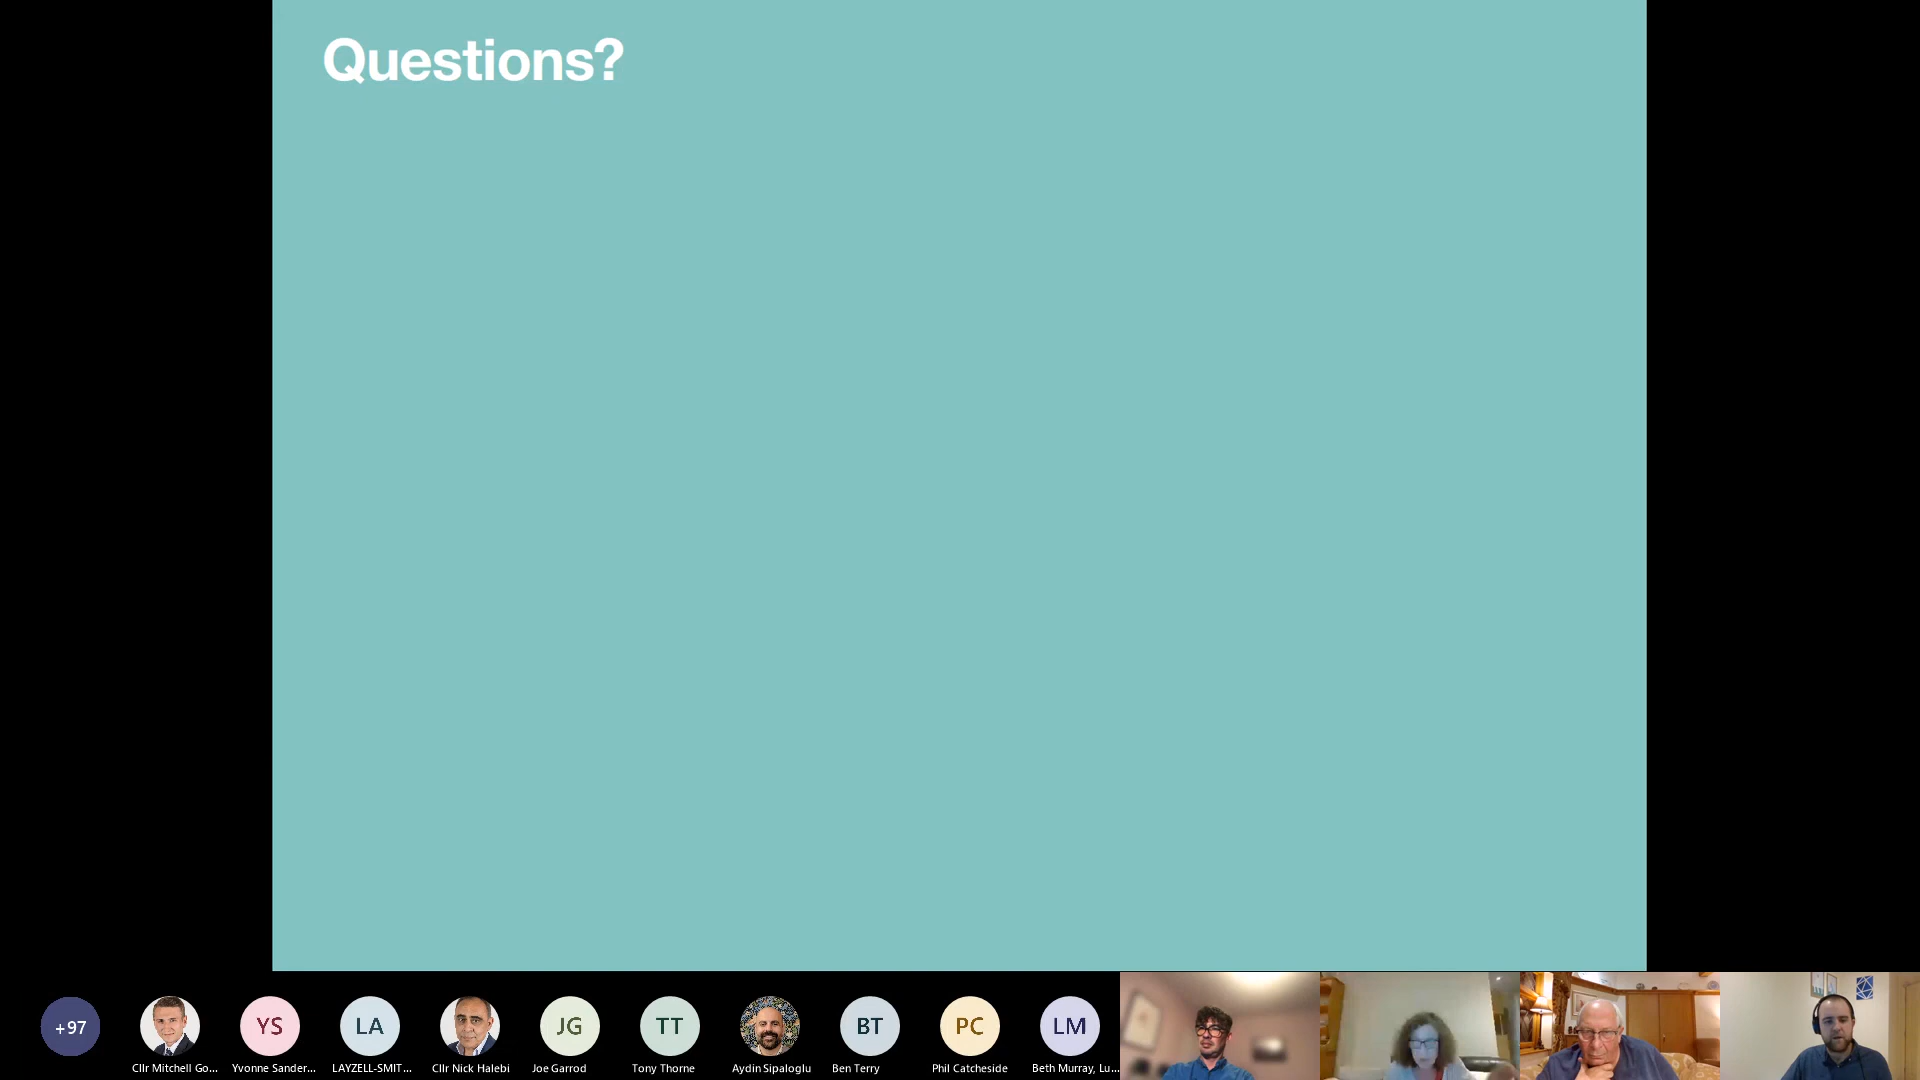 Questions?
+97
YS
LA
JG
TT
BT
PC
LM
Cllr Mitchell Go...
Yvonne Sander...
LAYZELL-SMIT...
Cllr Nick Halebi
Joe Garrod
Tony Thorne
Aydin Sipaloglu
Ben Terry
Phil Catcheside
Beth Murray, Lu...